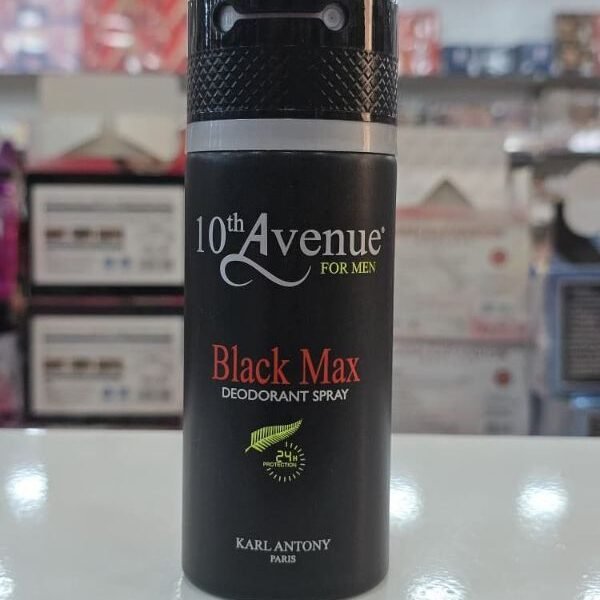 10th Avenue®
FOR MEN
Black Max
DEODORANT SPRAY
24H
PROTECTION
KARL ANTONY
PARIS